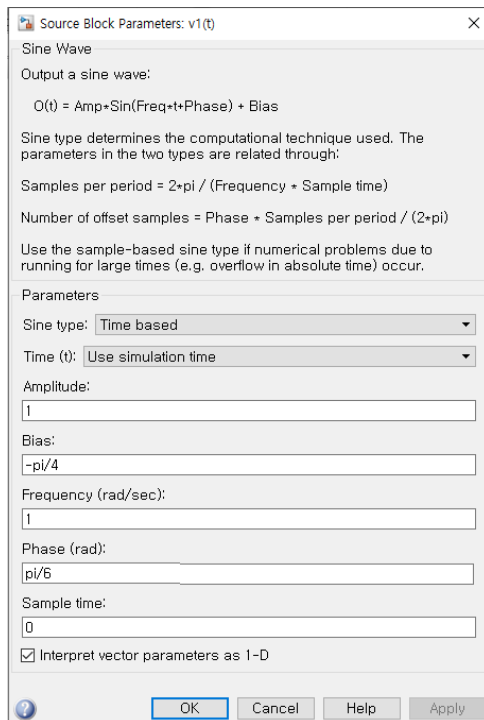 Source Block Parameters: v1(t)
Sine Wave
Output a sine wave:
O(t) = Amp*Sin(Freq*t+Phase) + Bias
Sine type determines the computational technique used. The
parameters in the two types are related through:
Samples per period = 2*pi / (Frequency * Sample time)
Number of offset samples = Phase * Samples per period / (2*pi)
Use the sample-based sine type if numerical problems due to
running for large times (e.g. overflow in absolute time) occur.
Parameters
Sine type: Time based
Time (t): Use simulation time
Amplitude:
1
Bias:
-pi/4
Frequency (rad/sec):
1
Phase (rad):
pi/6
Sample time:
0
Interpret vector parameters as 1-D
OK Cancel Help Apply